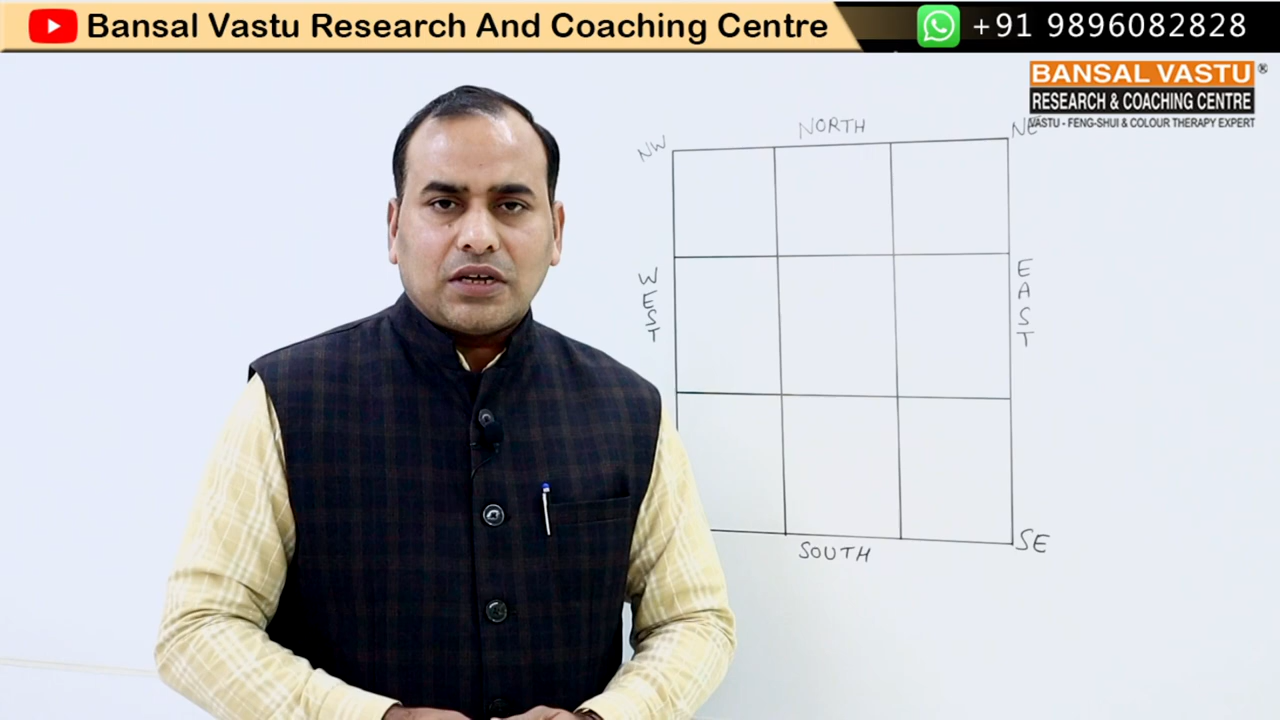 Bansal Vastu Research And Coaching Centre
+91 9896082828
BANSAL VASTU®
RESEARCH & COACHING CENTRE
VASTU - FENG-SHUI & COLOUR THERAPY EXPERT
NW
NORTH
NE
WEST
EAST
SOUTH
SE